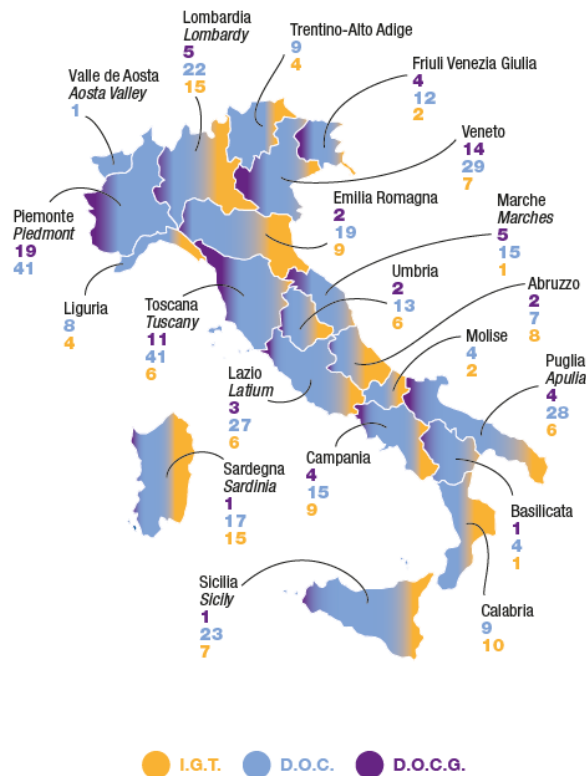 Lombardia
Lombardy
5
22
15
Trentino-Alto Adige
9
4
Friuli Venezia Giulia
4
12
2
Valle de Aosta
Aosta Valley
1
Veneto
14
29
7
Piemonte
Piedmont
19
41
Emilia Romagna
2
19
9
Marche
Marches
5
15
1
Liguria
8
4
Toscana
Tuscany
11
41
6
Umbria
2
13
6
Abruzzo
2
7
8
Molise
4
2
Puglia
Apulia
4
28
6
Lazio
Latium
3
27
6
Campania
4
15
9
Sardegna
Sardinia
1
17
15
Basilicata
1
4
1
Sicilia
Sicily
1
23
7
Calabria
9
10
I.G.T. D.O.C. D.O.C.G.